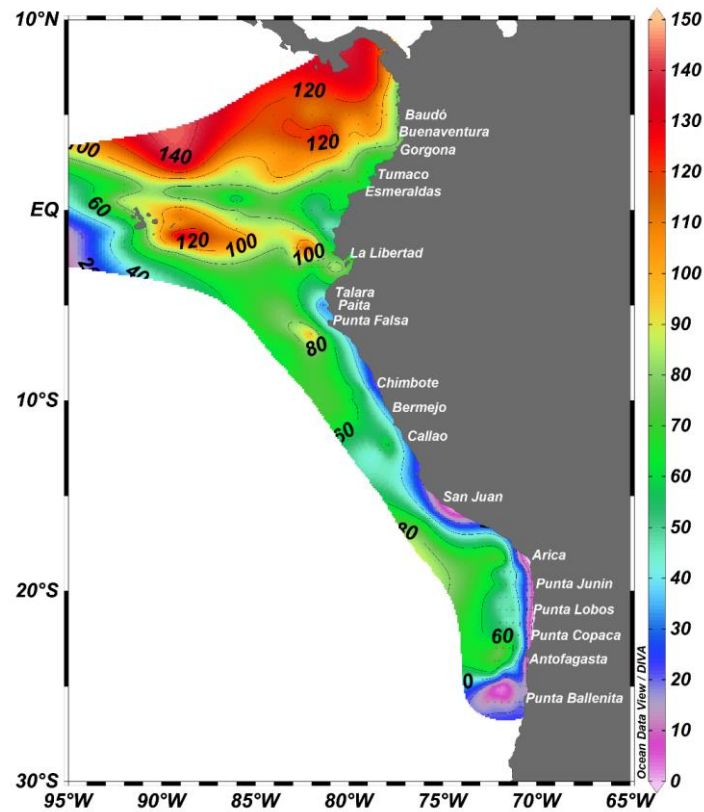 10°N
150
140
130
120
120
Baudó
110
Buenaventura
120
Gorgona
100
140
100
Tumaco
60
Esmeraldas
EQ
120
100
100
La Libertad
90
20
40
Talara
Paita
Punta Falsa
80
80
Chimbote
10°S
Bermejo
70
60
Callao
60
San Juan
50
80
Arica
40
20°S
Punta Junin
Punta Lobos
60
Punta Copaca
30
Antofagasta
0
20
Punta Ballenita
10
Ocean Data View / DIVA
30°S
0
95°W
90°W
85°W
80°W
75°W
70°W
65°W